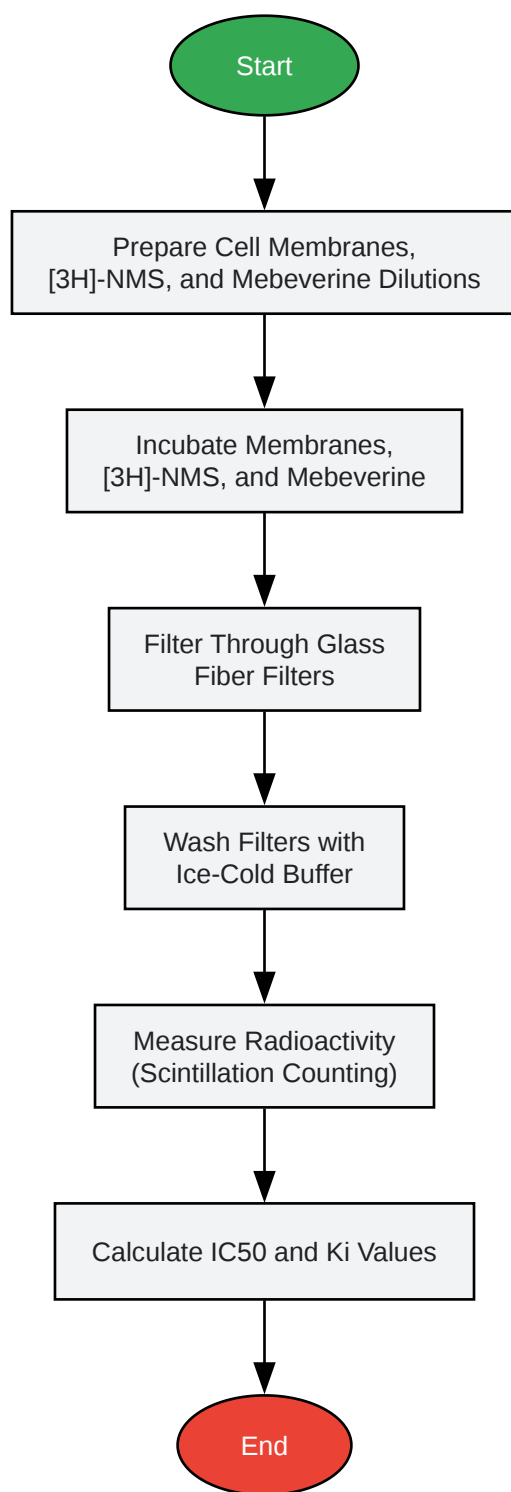 Start
Prepare Cell Membranes,
[3H]-NMS, and Mebeverine Dilutions
Incubate Membranes,
[3H]-NMS, and Mebeverine
Filter Through Glass
Fiber Filters
Wash Filters with
Ice-Cold Buffer
Measure Radioactivity
(Scintillation Counting)
Calculate IC50 and Ki Values
End